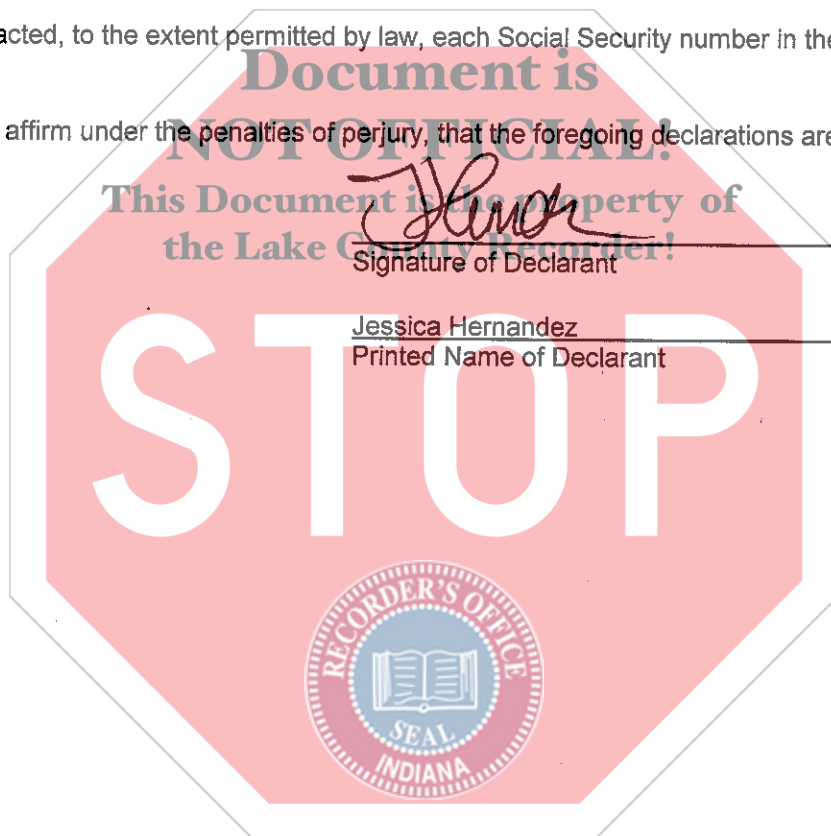 acted, to the extent permitted by law, each Social Security number in the
Document is
NOT OFFICIAL!
affirm under the penalties of perjury, that the foregoing declarations are
This Document is the property of
the Lake County Recorder!
Signature of Declarant
Jessica Hernandez
Printed Name of Declarant
STOP
RECORDER'S OFFICE
SEAL
INDIANA